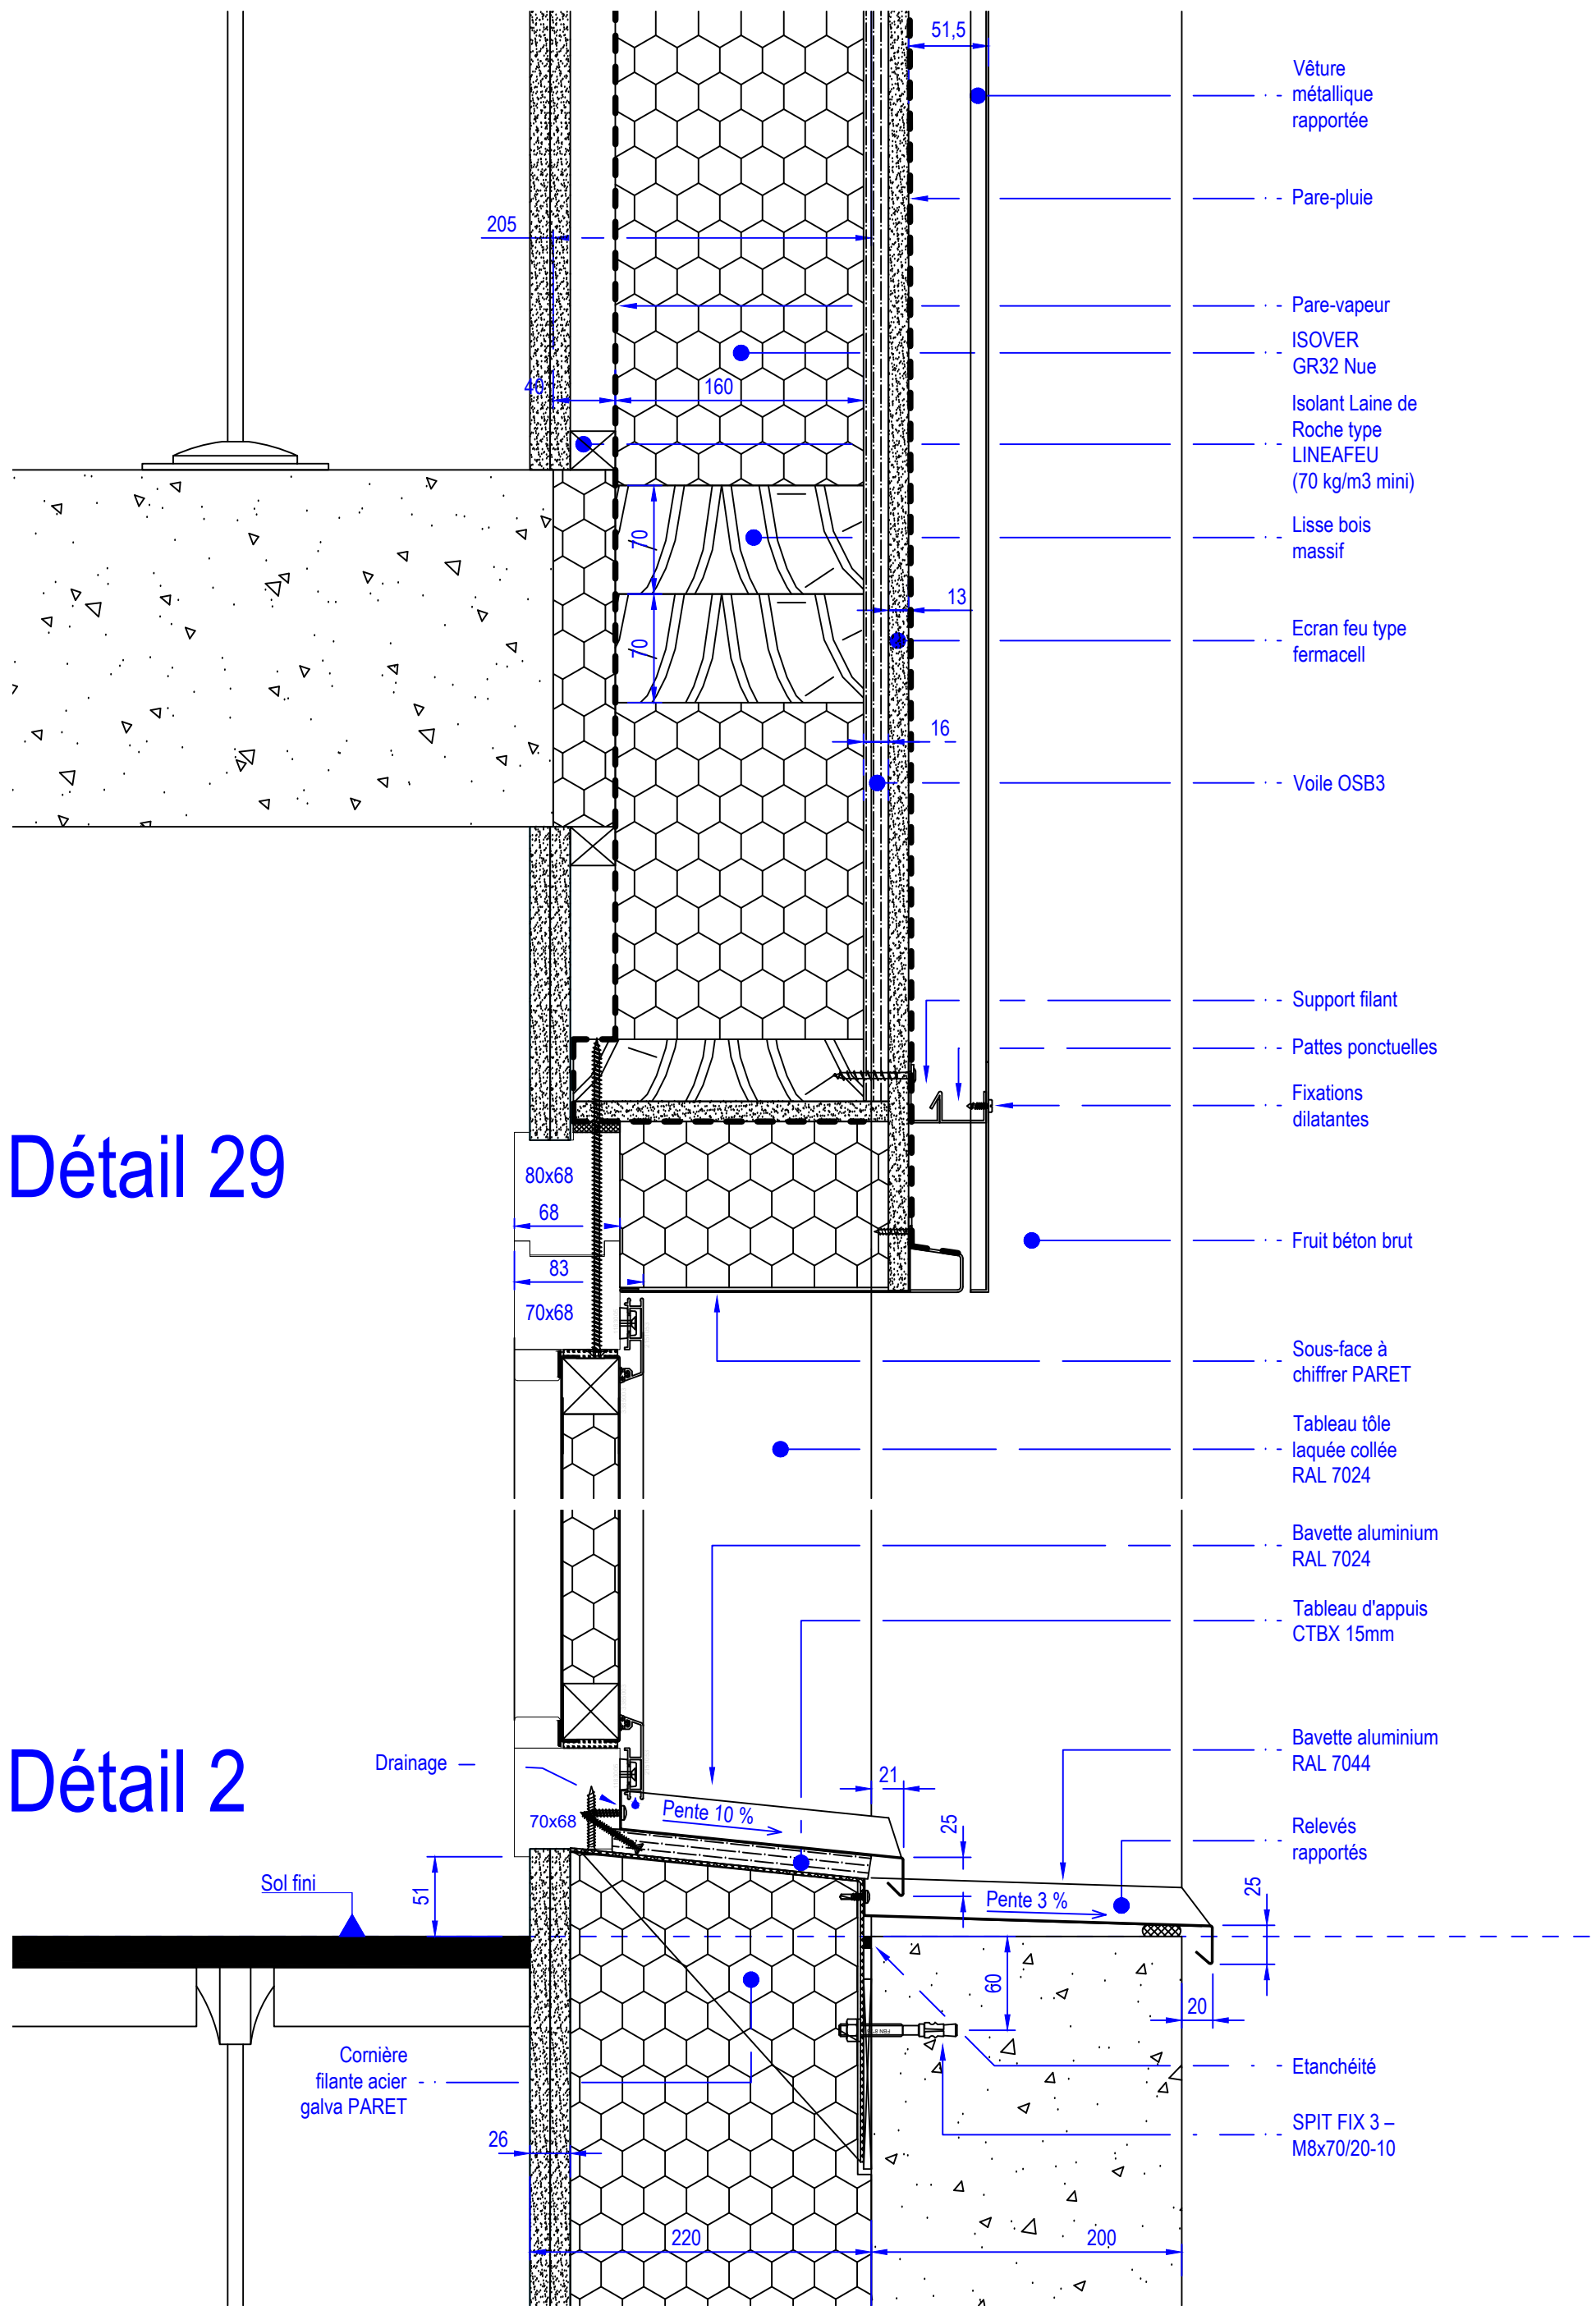 51,5
Vêture
métallique
rapportée
Pare-pluie
205
Pare-vapeur
ISOVER
GR32 Nue
40
160
Isolant Laine de
Roche type
LINEAFEU
(70 kg/m3 mini)
70
Lisse bois
massif
13
70
Ecran feu type
fermacell
16
Voile OSB3
Support filant
Pattes ponctuelles
Fixations
dilatantes
Détail 29
80x68
68
Fruit béton brut
83
70x68
Sous-face à
chiffrer PARET
Tableau tôle
laquée collée
RAL 7024
Bavette aluminium
RAL 7024
Tableau d'appuis
CTBX 15mm
Détail 2
Drainage
Bavette aluminium
RAL 7044
21
Pente 10 %
70x68
25
Relevés
rapportés
Sol fini
51
Pente 3 %
25
60
20
Cornière
filante acier
galva PARET
Etanchéité
SPIT FIX 3 –
M8x70/20-10
26
220
200